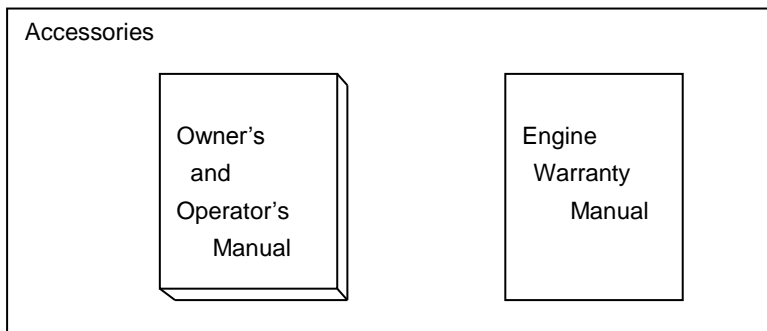 Accessories
Owner’s
and
Operator’s
Manual
Engine
Warranty
Manual